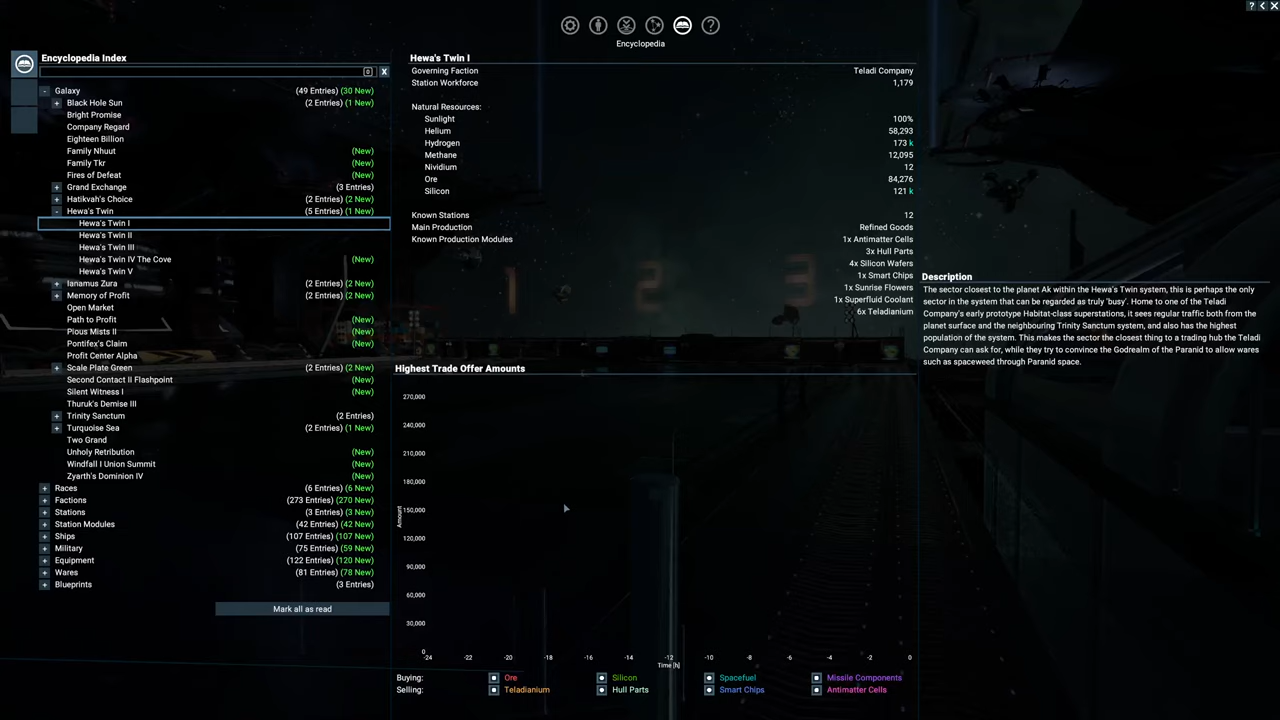 Encyclopedia
Encyclopedia Index
Galaxy (49 Entries) (30 New)
Black Hole Sun (2 Entries) (1 New)
Bright Promise
Company Regard
Eighteen Billion
Family Nhuut (New)
Family Tkr (New)
Fires of Defeat (New)
Grand Exchange (3 Entries)
Hatikvah's Choice (2 Entries) (2 New)
Hewa's Twin (5 Entries) (1 New)
Hewa's Twin I
Hewa's Twin II
Hewa's Twin III
Hewa's Twin IV The Cove (New)
Hewa's Twin V
Ianamus Zura (2 Entries) (2 New)
Memory of Profit (2 Entries) (2 New)
Open Market
Path to Profit (New)
Pious Mists II (New)
Pontifex's Claim (New)
Profit Center Alpha
Scale Plate Green (2 Entries) (2 New)
Second Contact II Flashpoint (New)
Silent Witness I (New)
Thuruk's Demise III
Trinity Sanctum (2 Entries)
Turquoise Sea (2 Entries) (1 New)
Two Grand
Unholy Retribution (New)
Windfall I Union Summit (New)
Zyarth's Dominion IV (New)
Races (6 Entries) (6 New)
Factions (273 Entries) (270 New)
Stations (3 Entries) (3 New)
Station Modules (42 Entries) (42 New)
Ships (107 Entries) (107 New)
Military (75 Entries) (59 New)
Equipment (122 Entries) (120 New)
Wares (81 Entries) (78 New)
Blueprints (3 Entries)
Mark all as read
Hewa's Twin I
Governing Faction Teladi Company
Station Workforce 1,179
Natural Resources:
Sunlight 100%
Helium 58,293
Hydrogen 173 k
Methane 12,095
Nividium 12
Ore 84,276
Silicon 121 k
Known Stations 12
Main Production Refined Goods
Known Production Modules 1x Antimatter Cells
3x Hull Parts
4x Silicon Wafers
1x Smart Chips
1x Sunrise Flowers
1x Superfluid Coolant
6x Teladianium
1 2 3
Highest Trade Offer Amounts
270,000
240,000
210,000
180,000
150,000
120,000
90,000
60,000
30,000
0
Amount
-24 -22 -20 -18 -16 -14 -12 -10 -8 -6 -4 -2 0
Time [h]
Buying: Ore Silicon Spacefuel Missile Components
Selling: Teladianium Hull Parts Smart Chips Antimatter Cells
Description
The sector closest to the planet Ak within the Hewa's Twin system, this is perhaps the only
sector in the system that can be regarded as truly 'busy'. Home to one of the Teladi
Company's early prototype Habitat-class superstations, it sees regular traffic both from the
planet surface and the neighbouring Trinity Sanctum system, and also has the highest
population of the system. This makes the sector the closest thing to a trading hub the Teladi
Company can ask for, while they try to convince the Godrealm of the Paranid to allow wares
such as spaceweed through Paranid space.